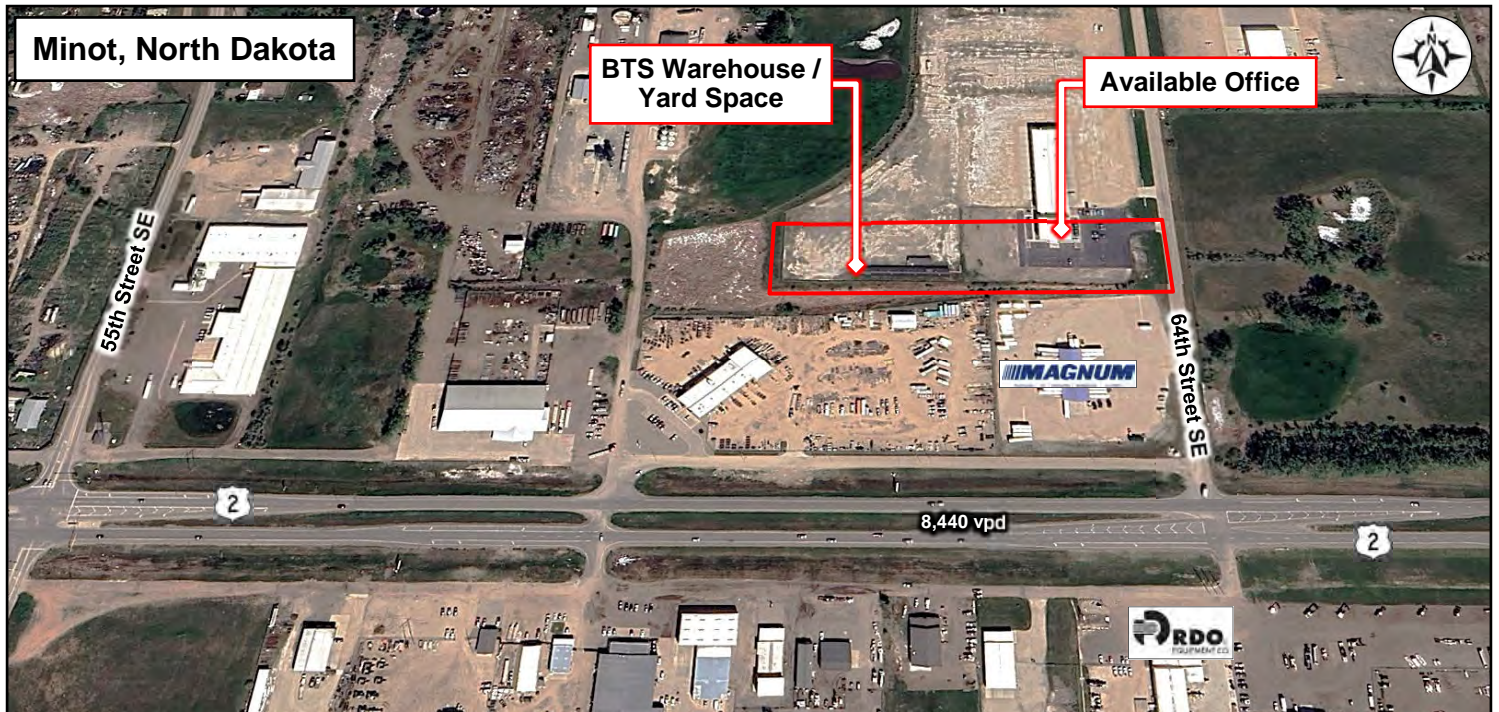 Minot, North Dakota
BTS Warehouse /
Yard Space
Available Office
N
55th Street SE
MAGNUM
64th Street SE
2
8,440 vpd
2
RDO
EQUIPMENT CO.